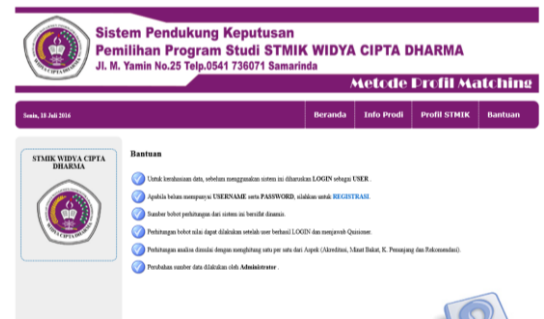 Sistem Pendukung Keputusan
Pemilihan Program Studi STMIK WIDYA CIPTA DHARMA
Jl. M. Yamin No.25 Telp.0541 736071 Samarinda
Metode Profil Matching
Senin, 18 Juli 2016
Beranda Info Prodi Profil STMIK Bantuan
STMIK WIDYA CIPTA
DHARMA
Bantuan
Untuk kerahasiaan data, sebelum menggunakan sistem ini diharuskan LOGIN sebagai USER .
Apabila belum mempunyai USERNAME serta PASSWORD, silahkan untuk REGISTRASI.
Sumber bobot perhitungan dari sistem ini bersifat dinamis.
Perhitungan bobot nilai dapat dilakukan setelah user berhasil LOGIN dan menjawab Quisioner.
Perhitungan analisa dimulai dengan menghitung satu per satu dari Aspek (Akreditasi, Minat Bakat, K. Penunjang dan Rekomendasi).
Perubahan sumber data dilakukan oleh Administrator .